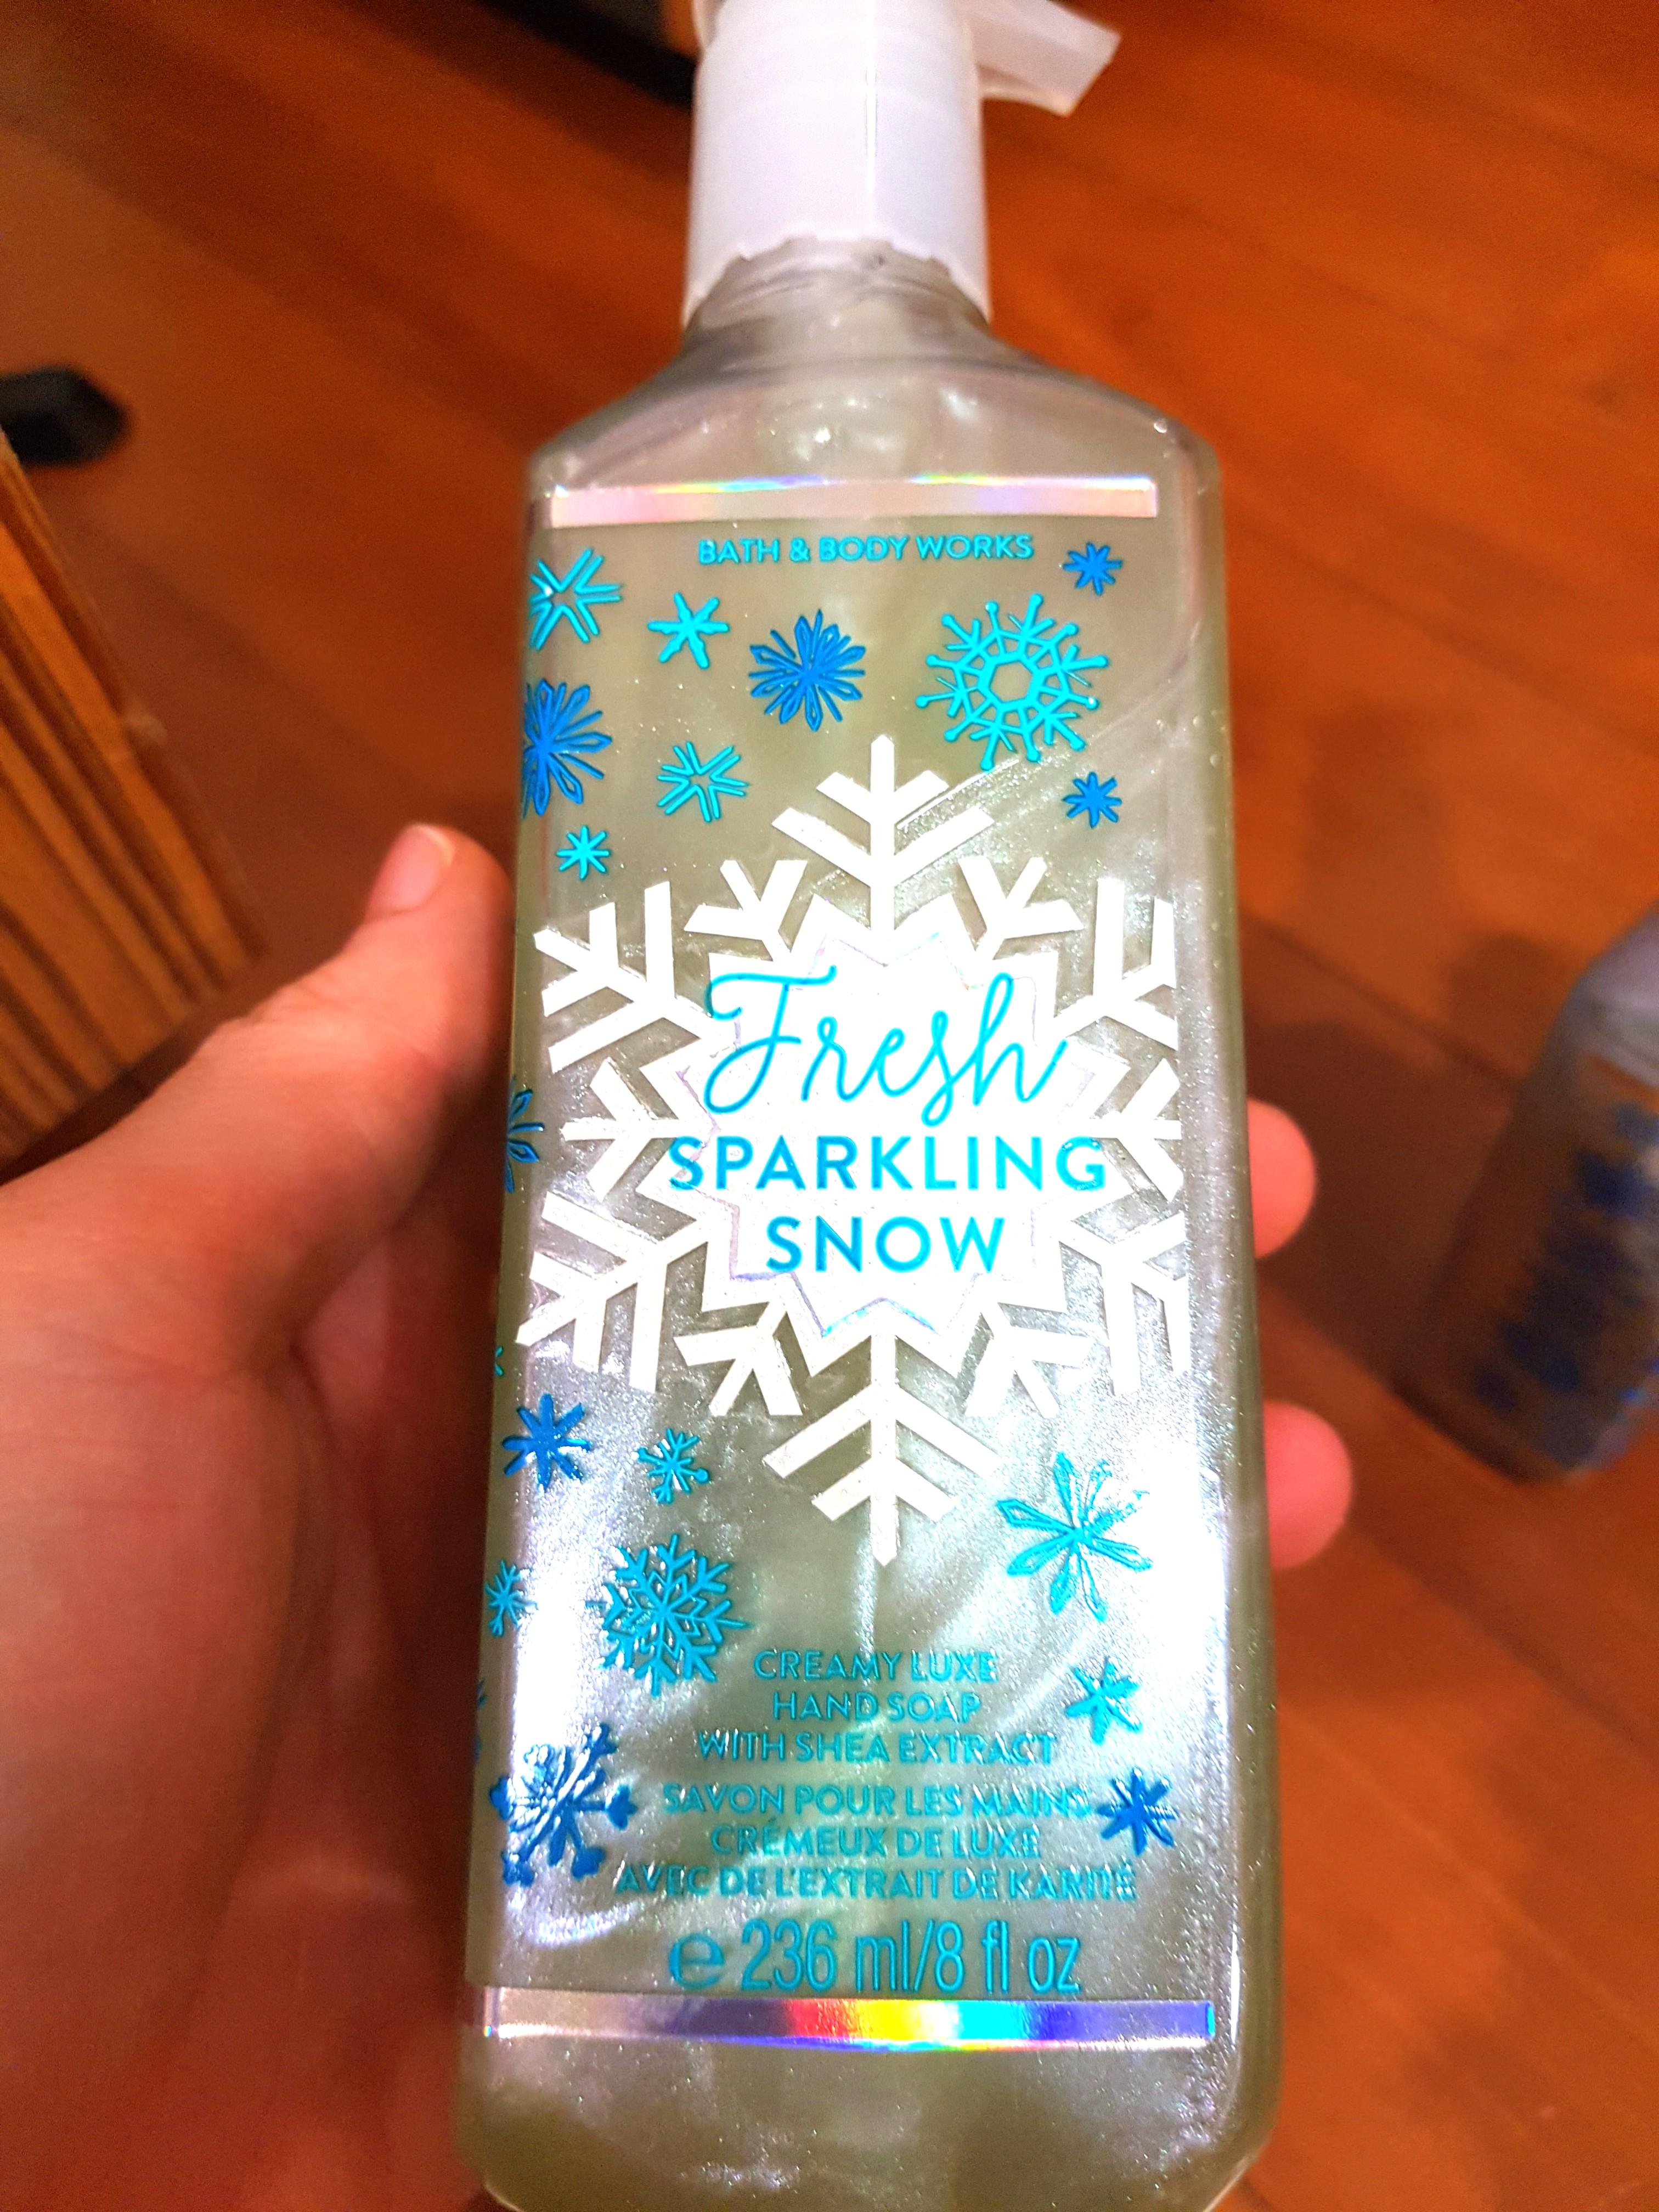 BATH & BODY WORKS
Fresh
SPARKLING
SNOW
CREAMY LUXE
HAND SOAP
WITH SHEA EXTRACT
SAVON POUR LES MAINS
CRÉMEUX DE LUXE
AVEC DE L'EXTRAIT DE KARITÉ
℮ 236 ml/8 fl oz